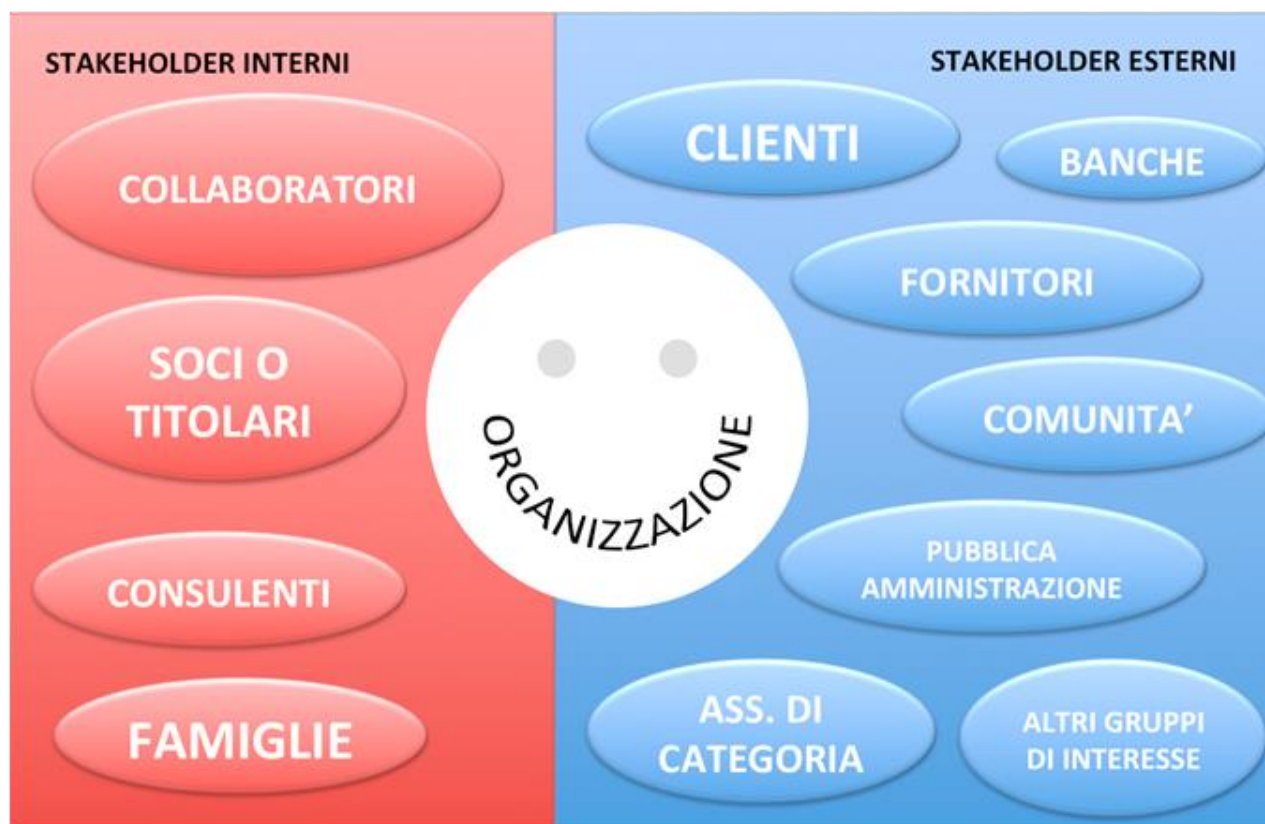 STAKEHOLDER INTERNI
COLLABORATORI
SOCI O
TITOLARI
CONSULENTI
FAMIGLIE
ORGANIZZAZIONE
STAKEHOLDER ESTERNI
CLIENTI
BANCHE
FORNITORI
COMUNITA’
PUBBLICA
AMMINISTRAZIONE
ASS. DI
CATEGORIA
ALTRI GRUPPI
DI INTERESSE